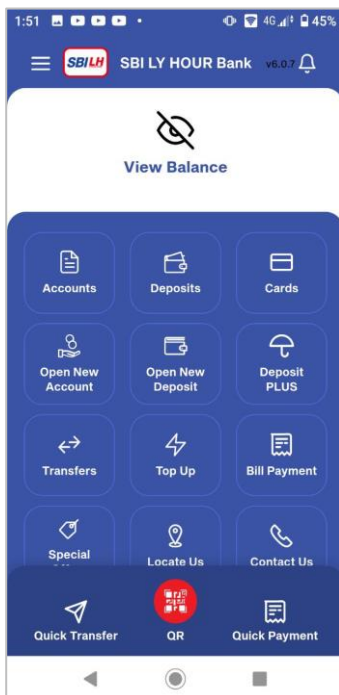 1:51 4G 45%
SBILH SBI LY HOUR Bank v6.0.7
View Balance
Accounts Deposits Cards
Open New Account
Open New Deposit
Deposit PLUS
Transfers Top Up Bill Payment
Special
Locate Us Contact Us
Quick Transfer QR Quick Payment